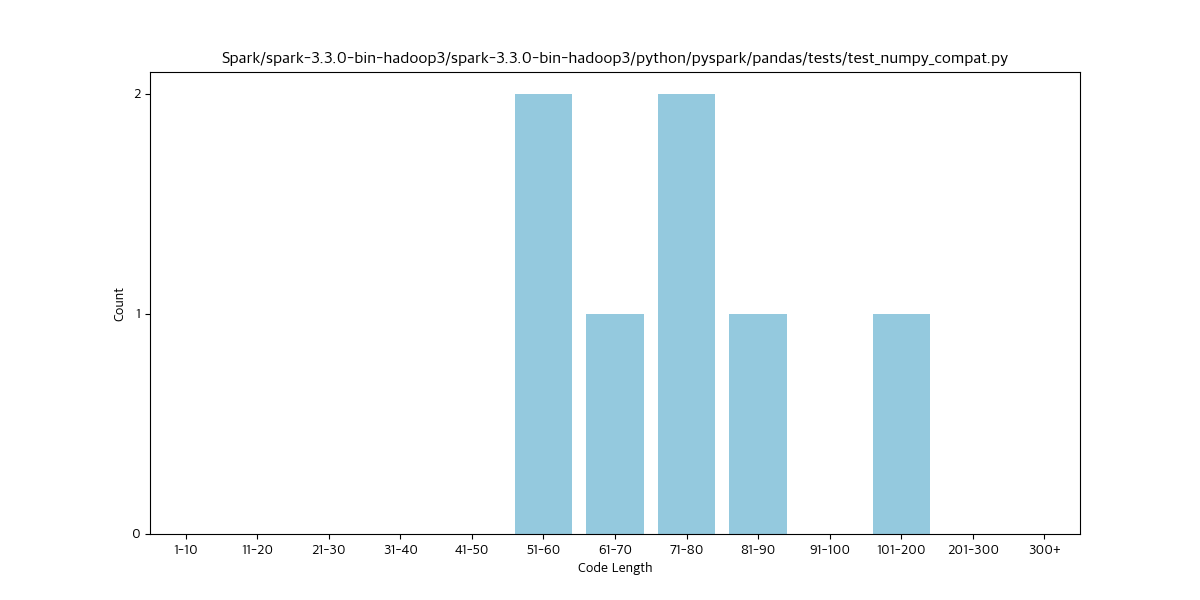 Spark/spark-3.3.0-bin-hadoop3/spark-3.3.0-bin-hadoop3/python/pyspark/pandas/tests/test_numpy_compat.py
2
1
0
Count
1-10 11-20 21-30 31-40 41-50 51-60 61-70 71-80 81-90 91-100 101-200 201-300 300+
Code Length